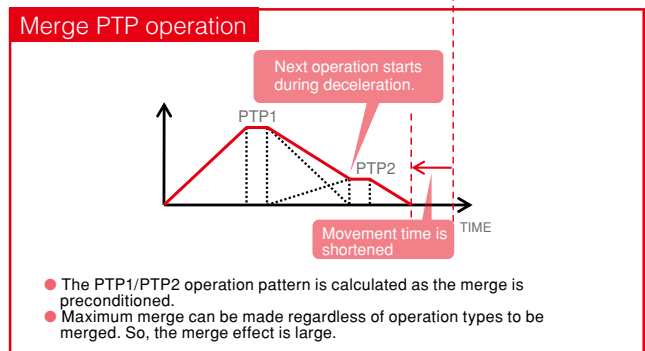 Merge PTP operation
Next operation starts
during deceleration.
PTP1
PTP2
TIME
Movement time is
shortened
● The PTP1/PTP2 operation pattern is calculated as the merge is
preconditioned.
● Maximum merge can be made regardless of operation types to be
merged. So, the merge effect is large.